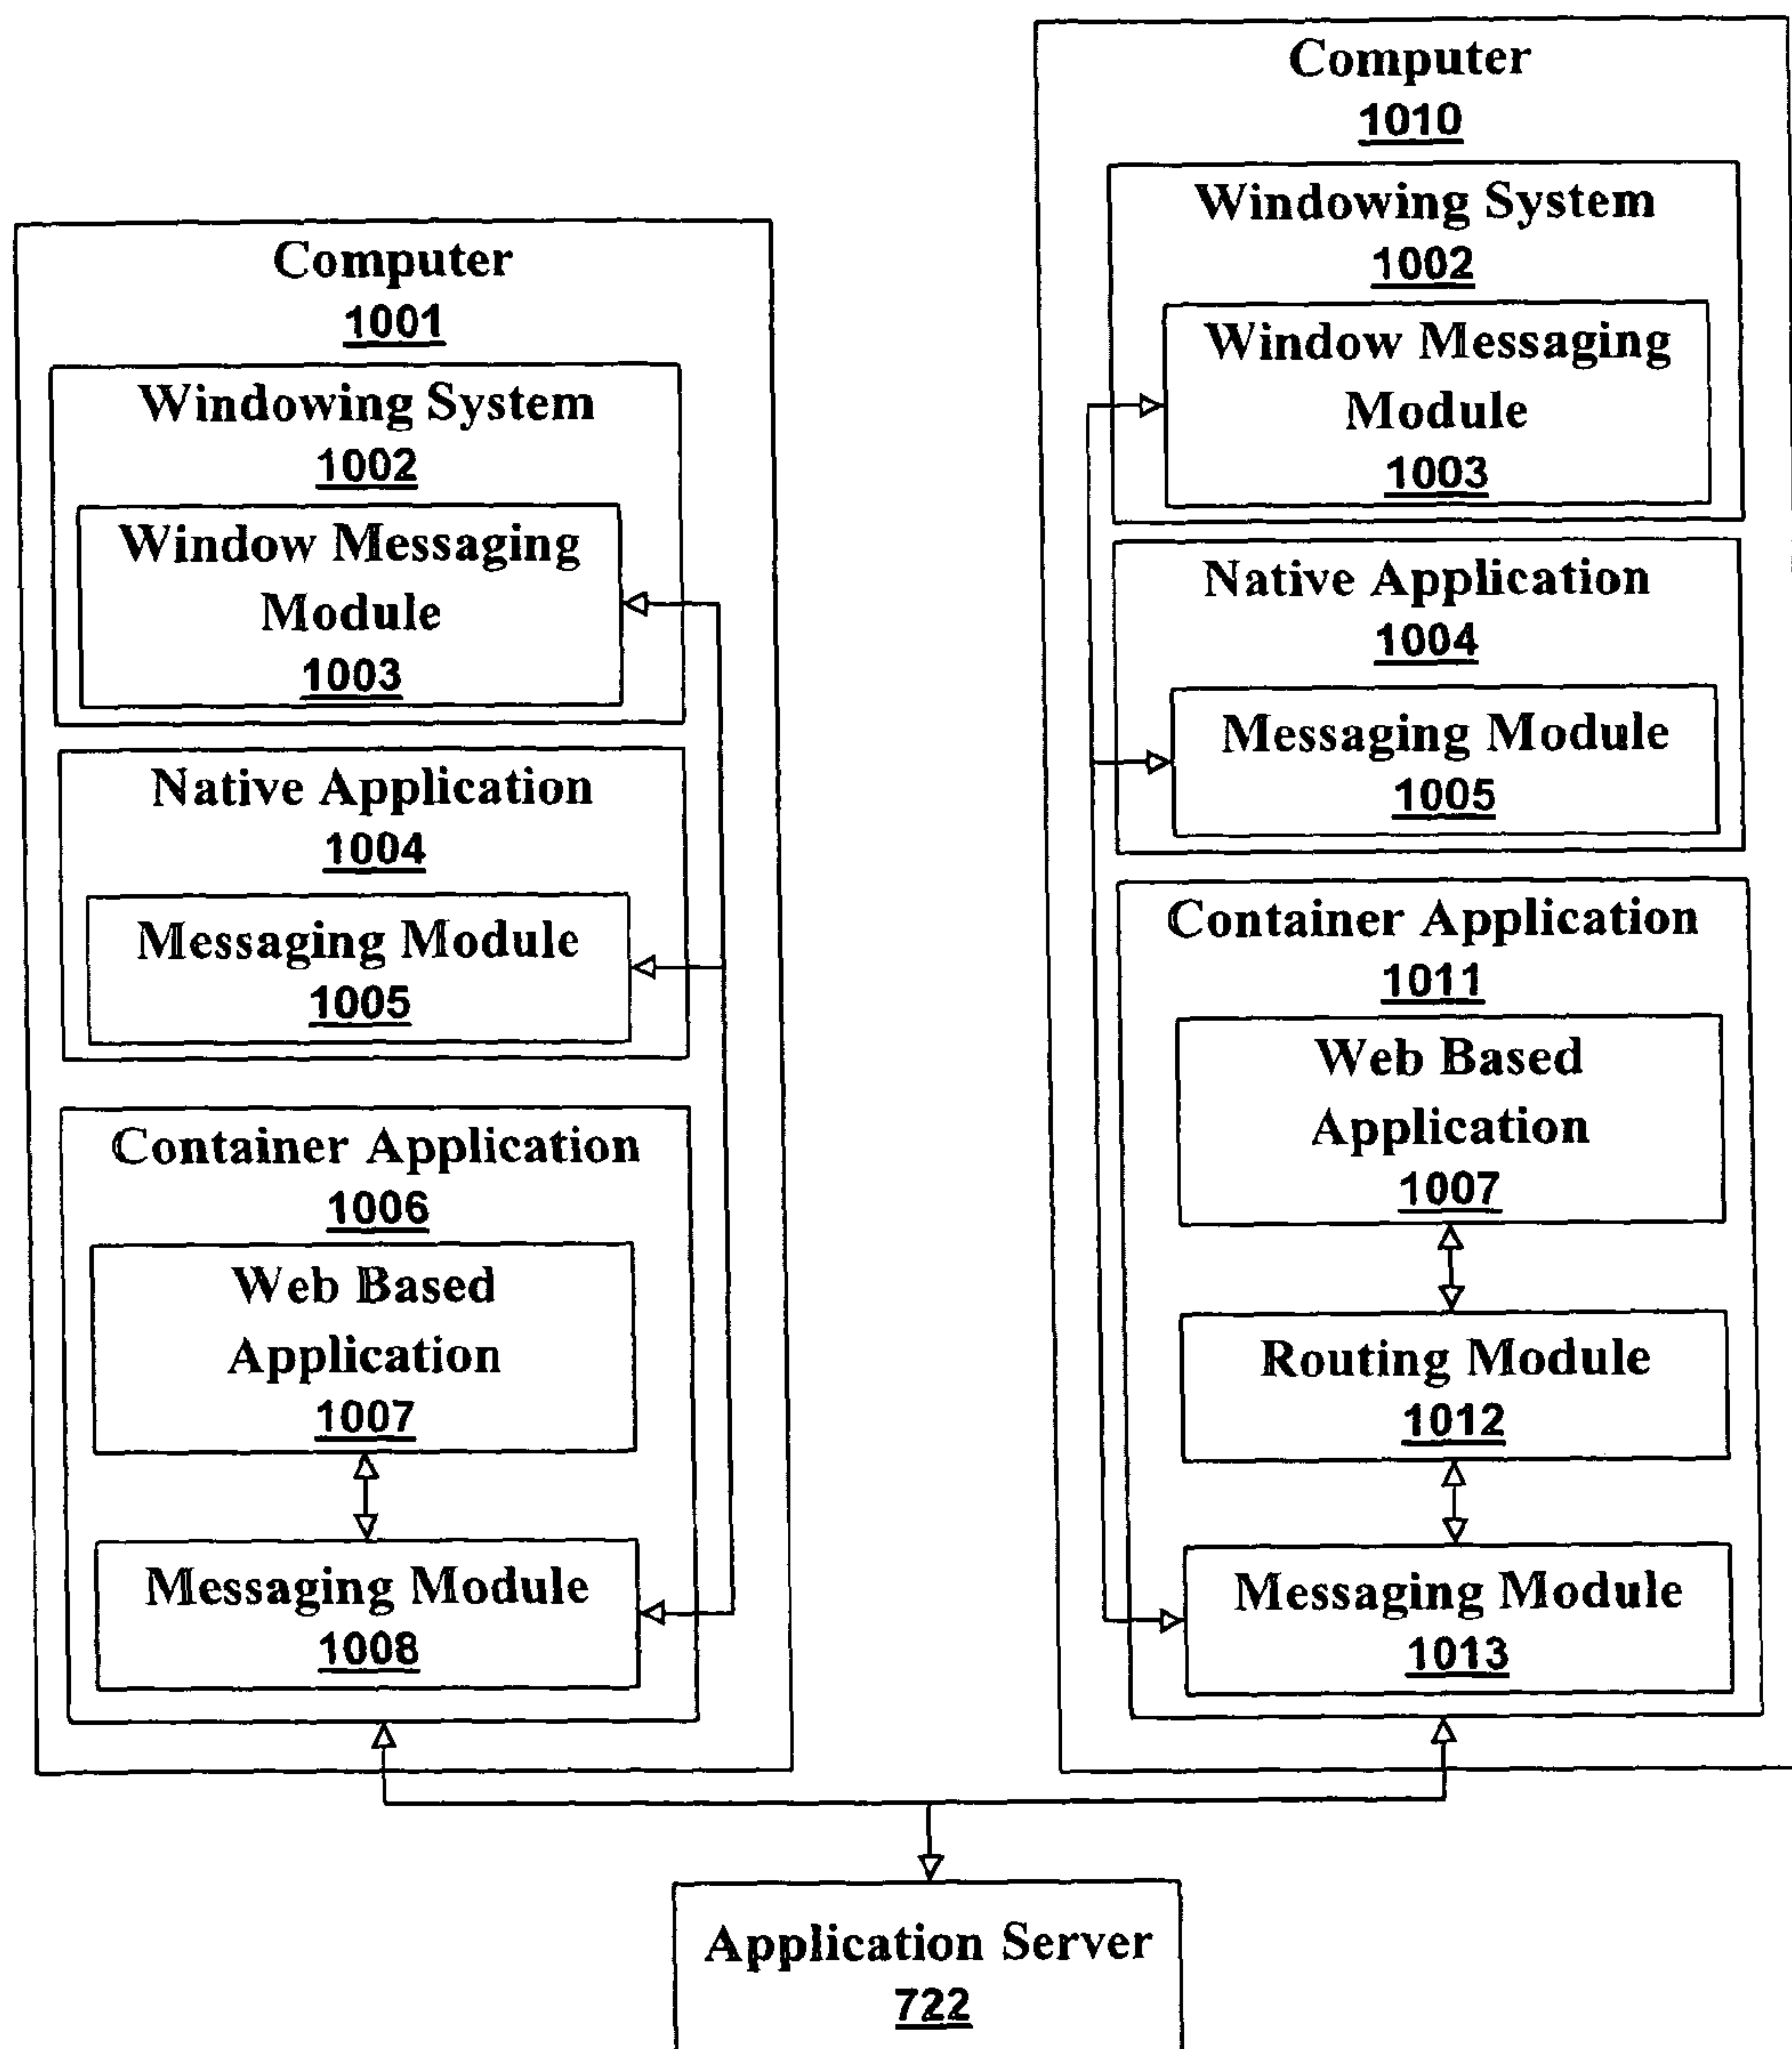 Computer
1001
Windowing System
1002
Window Messaging
Module
1003
Native Application
1004
Messaging Module
1005
Container Application
1006
Web Based
Application
1007
Messaging Module
1008
Computer
1010
Windowing System
1002
Window Messaging
Module
1003
Native Application
1004
Messaging Module
1005
Container Application
1011
Web Based
Application
1007
Routing Module
1012
Messaging Module
1013
Application Server
722